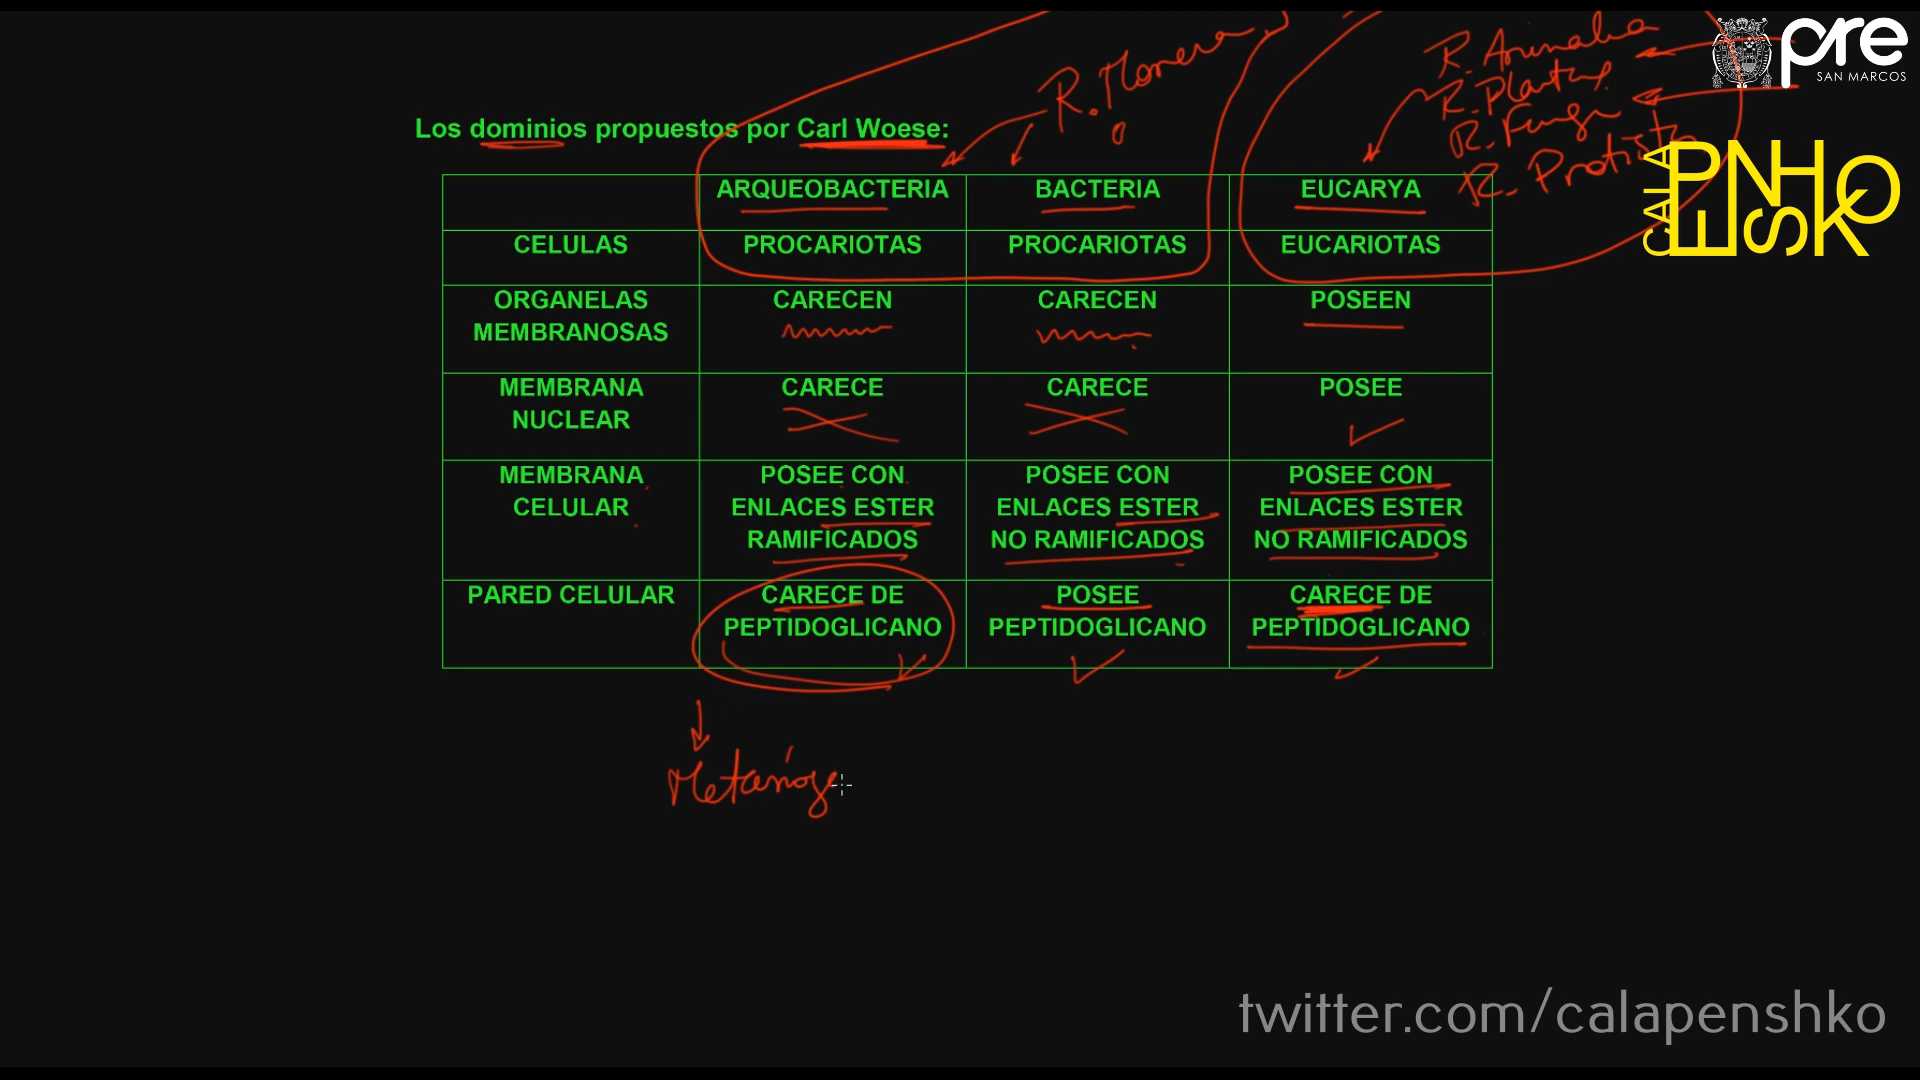 R. Animalia
R. Plantae
R. Fungi
R. Protista
R. Monera
pre
SAN MARCOS
CALA
PENSHKO
Los dominios propuestos por Carl Woese:
ARQUEOBACTERIA BACTERIA EUCARYA
CELULAS PROCARIOTAS PROCARIOTAS EUCARIOTAS
ORGANELAS CARECEN CARECEN POSEEN
MEMBRANOSAS
MEMBRANA CARECE CARECE POSEE
NUCLEAR
MEMBRANA POSEE CON POSEE CON POSEE CON
CELULAR ENLACES ESTER ENLACES ESTER ENLACES ESTER
RAMIFICADOS NO RAMIFICADOS NO RAMIFICADOS
PARED CELULAR CARECE DE POSEE CARECE DE
PEPTIDOGLICANO PEPTIDOGLICANO PEPTIDOGLICANO
Metanóge
twitter.com/calapenshko